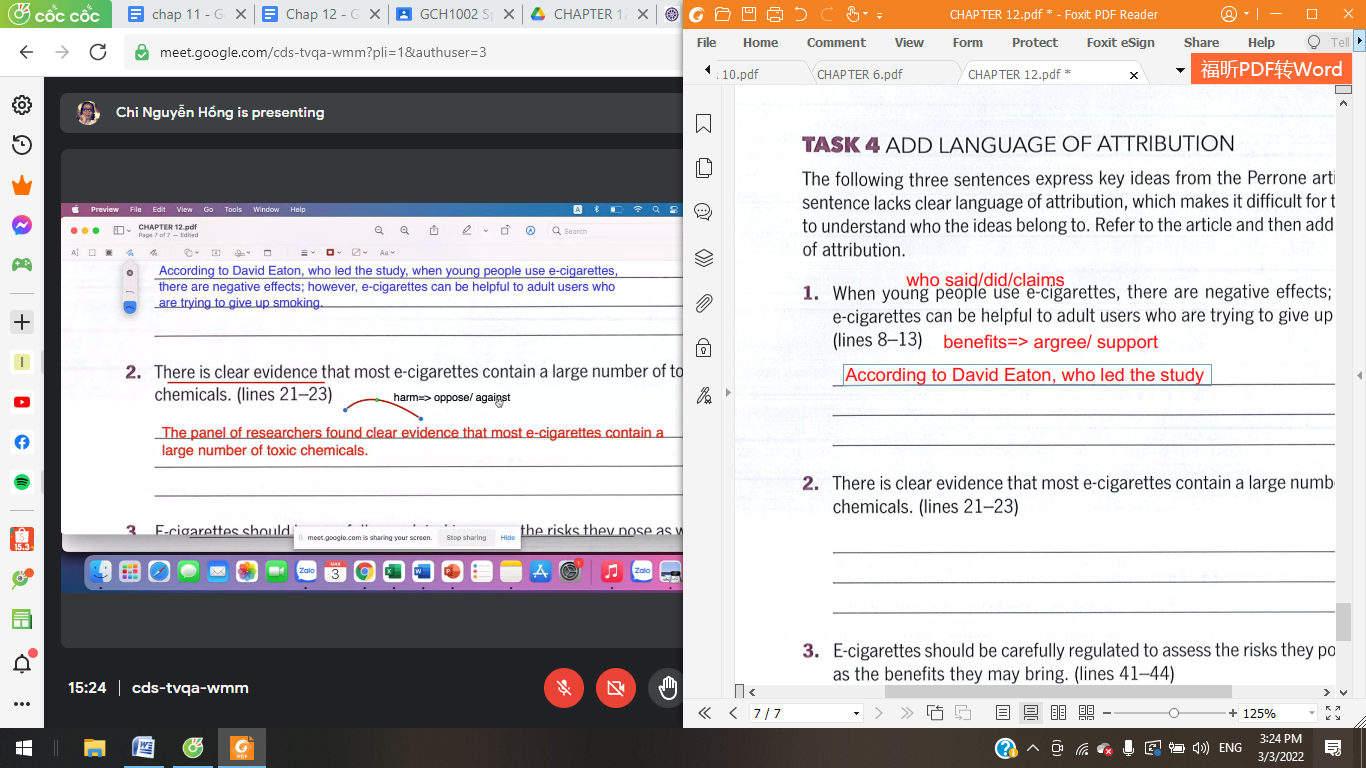 cốc cốc
chap 11 - G
Chap 12 - G
GCH1002 Sp
CHAPTER 12
meet.google.com/cds-tvqa-wmm?pli=1&authuser=3
15.3
Chi Nguyễn Hồng is presenting
Preview File Edit View Go Tools Window Help
CHAPTER 12.pdf
Page 7 of 7 — Edited
Search
According to David Eaton, who led the study, when young people use e-cigarettes,
there are negative effects; however, e-cigarettes can be helpful to adult users who
are trying to give up smoking.
2. There is clear evidence that most e-cigarettes contain a large number of to
chemicals. (lines 21–23)
harm=> oppose/ against
The panel of researchers found clear evidence that most e-cigarettes contain a
large number of toxic chemicals.
3. E-cigarettes should the risks they pose as w
meet.google.com is sharing your screen. Stop sharing Hide
Zalo
MAR
3
Zalo
15:24 | cds-tvqa-wmm
CHAPTER 12.pdf * - Foxit PDF Reader
File Home Comment View Form Protect Foxit eSign Share Help Tell
10.pdf
CHAPTER 6.pdf
CHAPTER 12.pdf *
福昕PDF转Word
TASK 4 ADD LANGUAGE OF ATTRIBUTION
The following three sentences express key ideas from the Perrone arti
sentence lacks clear language of attribution, which makes it difficult for t
to understand who the ideas belong to. Refer to the article and then add
of attribution.
who said/did/claims
1. When young people use e-cigarettes, there are negative effects;
e-cigarettes can be helpful to adult users who are trying to give up
(lines 8–13) benefits=> argree/ support
According to David Eaton, who led the study
2. There is clear evidence that most e-cigarettes contain a large numb
chemicals. (lines 21–23)
3. E-cigarettes should be carefully regulated to assess the risks they po
as the benefits they may bring. (lines 41–44)
7 / 7
125%
PDF
ENG
3:24 PM
3/3/2022